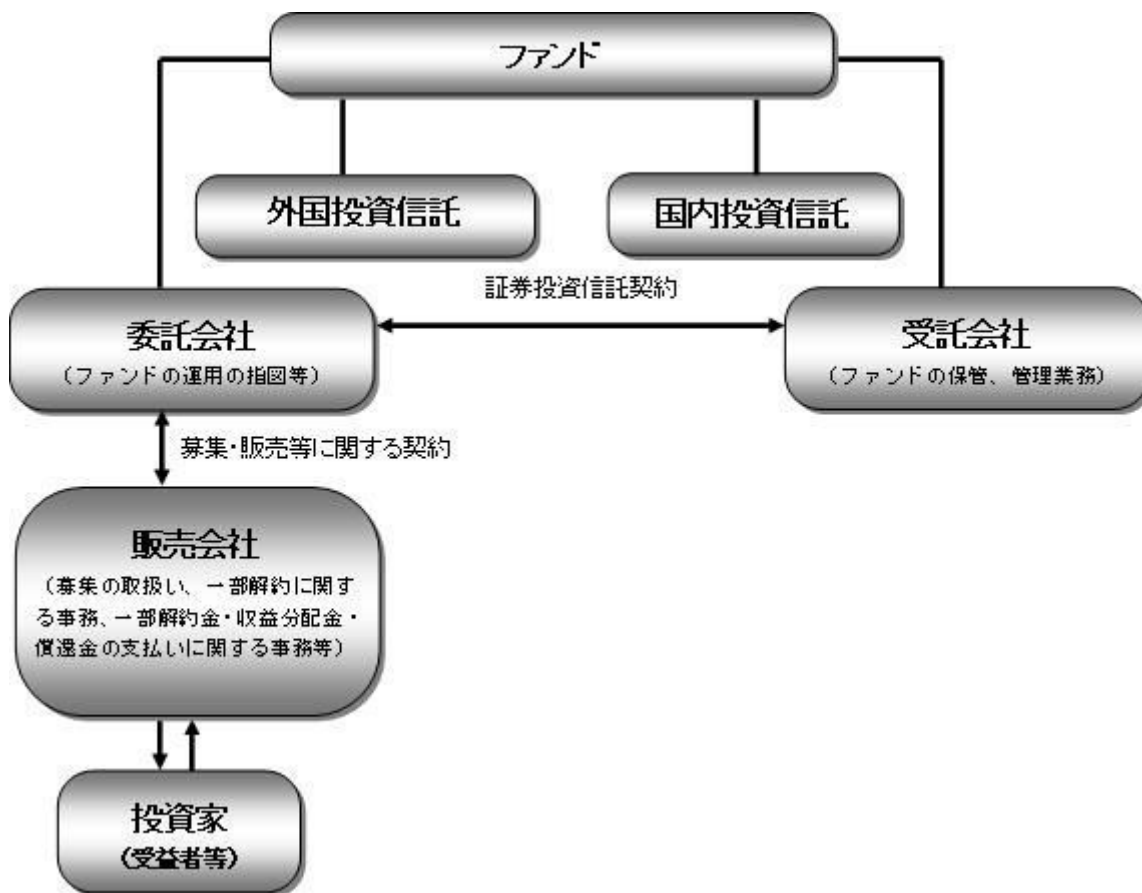 ファンド
外国投資信託
国内投資信託
証券投資信託契約
委託会社
（ファンドの運用の指図等）
受託会社
（ファンドの保管、管理業務）
募集・販売等に関する契約
販売会社
（募集の取扱い、一部解約に関す
る事務、一部解約金・収益分配金・
償還金の支払いに関する事務等）
投資家
（受益者等）